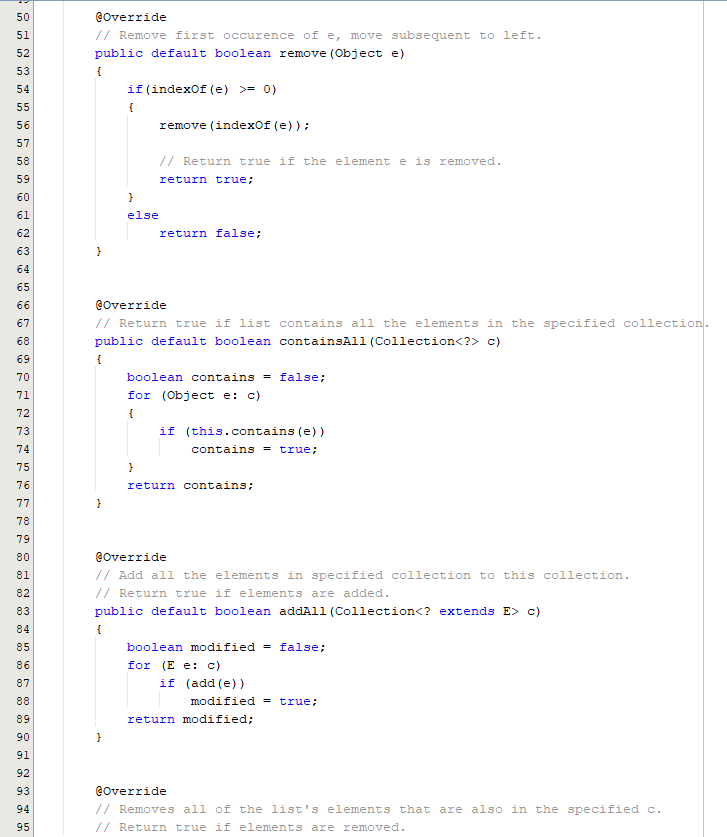 50 @Override
51 // Remove first occurence of e, move subsequent to left.
52 public default boolean remove(Object e)
53 {
54 if(indexOf(e) >= 0)
55 {
56 remove(indexOf(e));
57
58 // Return true if the element e is removed.
59 return true;
60 }
61 else
62 return false;
63 }
64
65
66 @Override
67 // Return true if list contains all the elements in the specified collection.
68 public default boolean containsAll(Collection<?> c)
69 {
70 boolean contains = false;
71 for (Object e: c)
72 {
73 if (this.contains(e))
74 contains = true;
75 }
76 return contains;
77 }
78
79
80 @Override
81 // Add all the elements in specified collection to this collection.
82 // Return true if elements are added.
83 public default boolean addAll(Collection<? extends E> c)
84 {
85 boolean modified = false;
86 for (E e: c)
87 if (add(e))
88 modified = true;
89 return modified;
90 }
91
92
93 @Override
94 // Removes all of the list's elements that are also in the specified c.
95 // Return true if elements are removed.